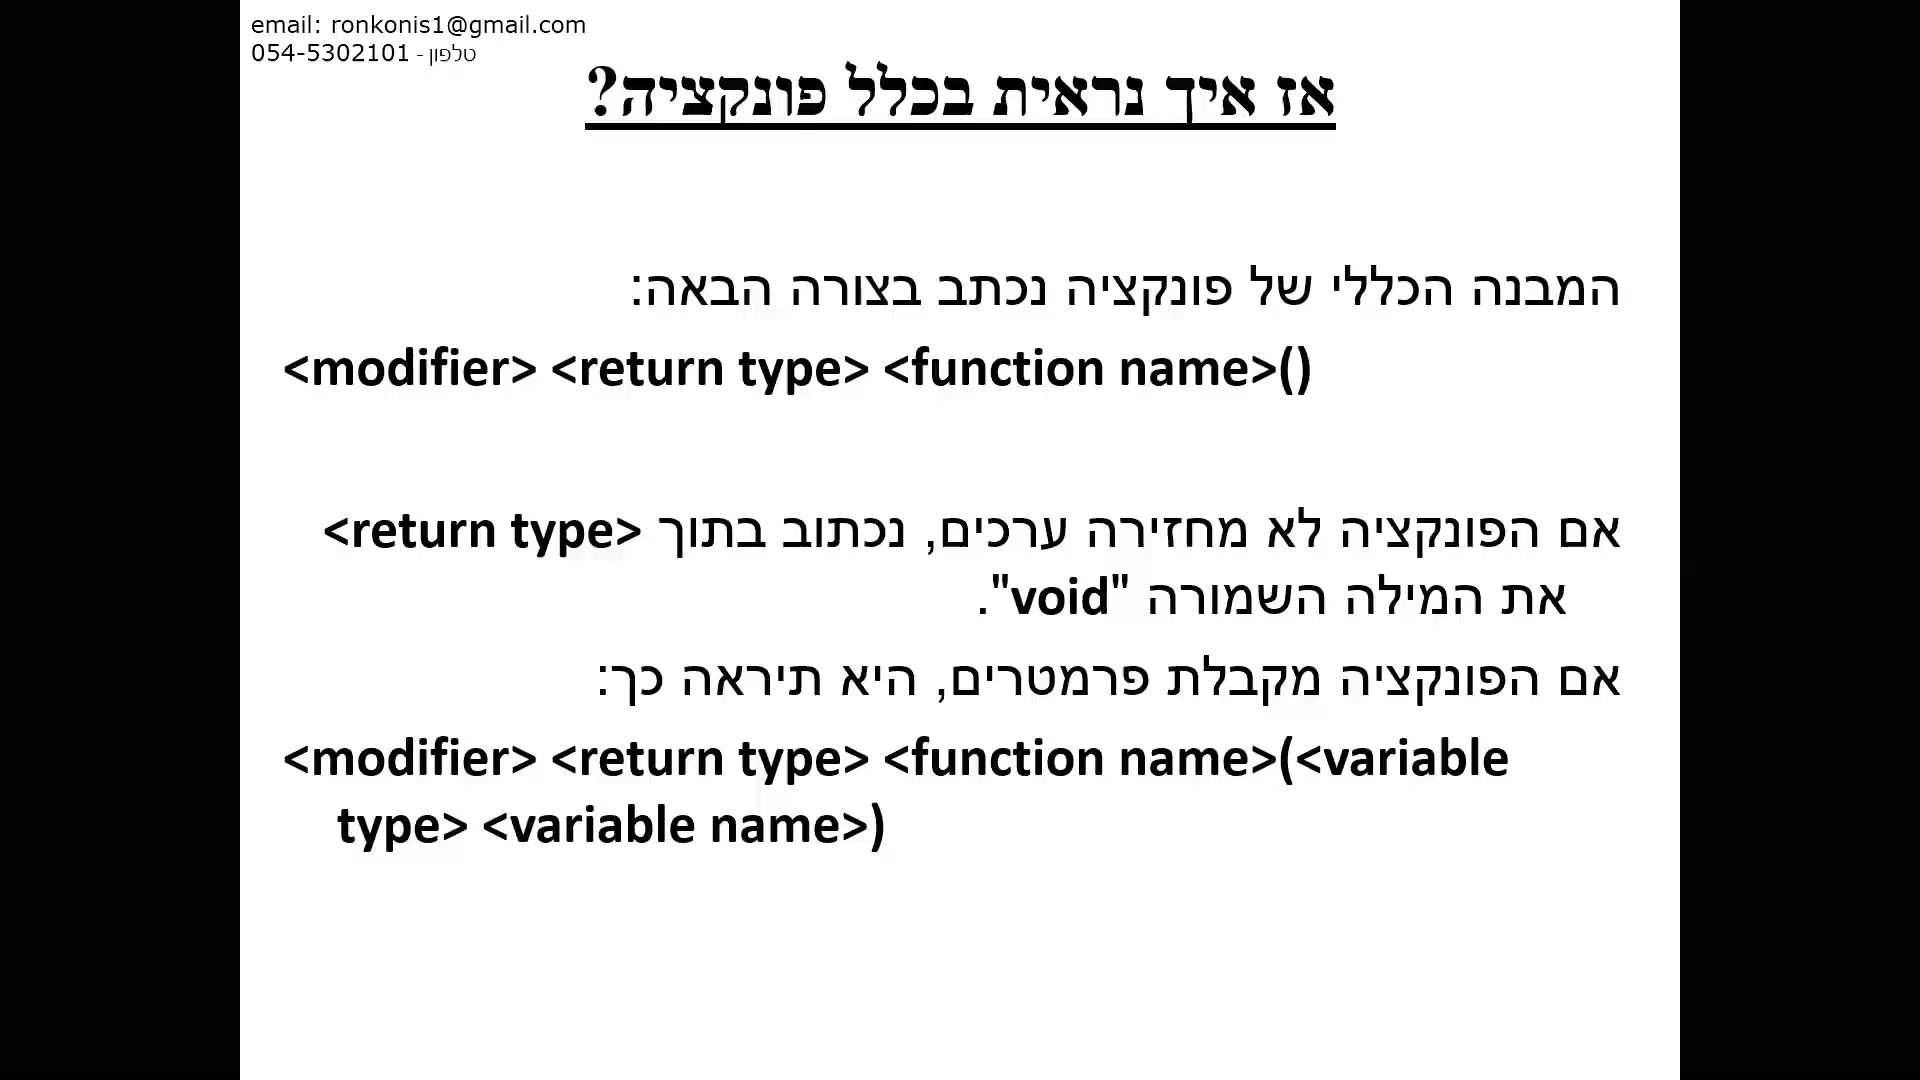 email: ronkonis1@gmail.com
טלפון - 054-5302101
אז איך נראית בכלל פונקציה?
המבנה הכללי של פונקציה נכתב בצורה הבאה:
<modifier> <return type> <function name>()
אם הפונקציה לא מחזירה ערכים, נכתוב בתוך <return type>
את המילה השמורה "void".
אם הפונקציה מקבלת פרמטרים, היא תיראה כך:
<modifier> <return type> <function name>(<variable
type> <variable name>)